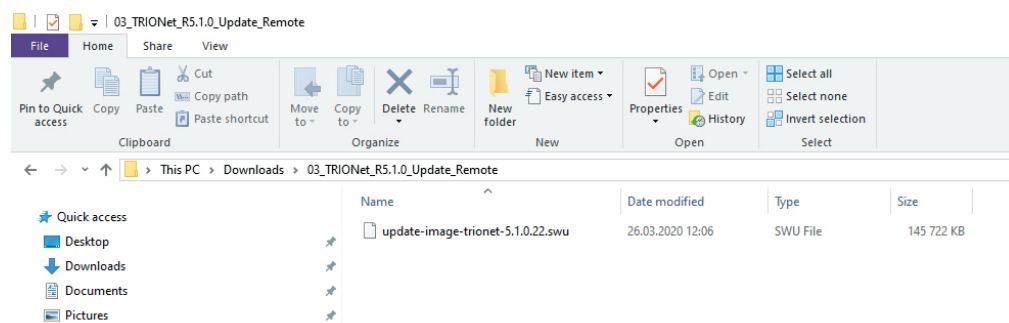 03_TRIONet_R5.1.0_Update_Remote
File Home Share View
Pin to Quick access
Copy
Paste
Cut
Copy path
Paste shortcut
Clipboard
Move to
Copy to
Delete
Rename
Organize
New folder
New item
Easy access
New
Properties
Open
Edit
History
Open
Select all
Select none
Invert selection
Select
This PC > Downloads > 03_TRIONet_R5.1.0_Update_Remote
Quick access
Desktop
Downloads
Documents
Pictures
Name Date modified Type Size
update-image-trionet-5.1.0.22.swu 26.03.2020 12:06 SWU File 145 722 KB